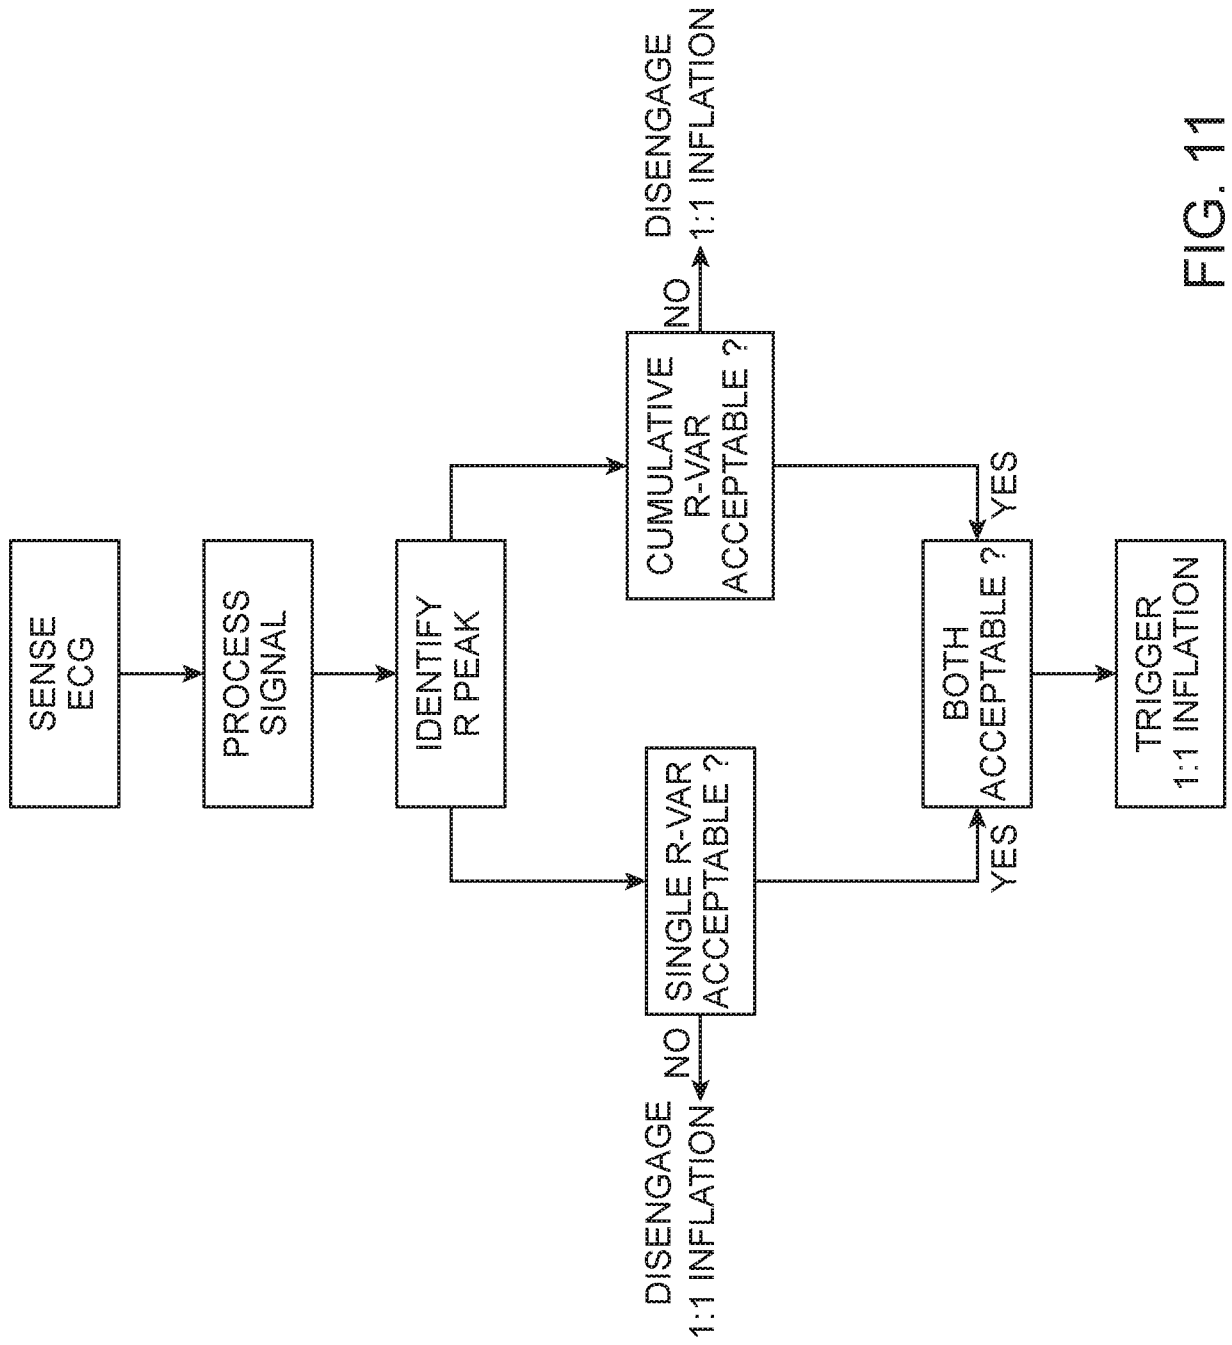 SENSE
ECG
PROCESS
SIGNAL
IDENTIFY
R PEAK
SINGLE R-VAR
ACCEPTABLE ?
NO
DISENGAGE
1:1 INFLATION
CUMULATIVE
R-VAR
ACCEPTABLE ?
NO
DISENGAGE
1:1 INFLATION
YES
YES
BOTH
ACCEPTABLE ?
TRIGGER
1:1 INFLATION
FIG. 11